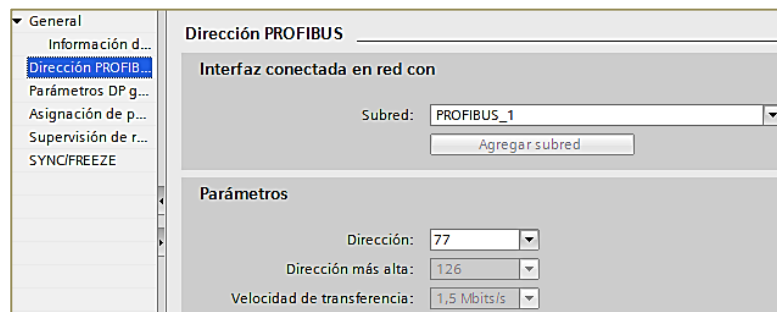 General
Información d...
Dirección PROFIB...
Parámetros DP g...
Asignación de p...
Supervisión de r...
SYNC/FREEZE
Dirección PROFIBUS
Interfaz conectada en red con
Subred: PROFIBUS_1
Agregar subred
Parámetros
Dirección: 77
Dirección más alta: 126
Velocidad de transferencia: 1,5 Mbits/s